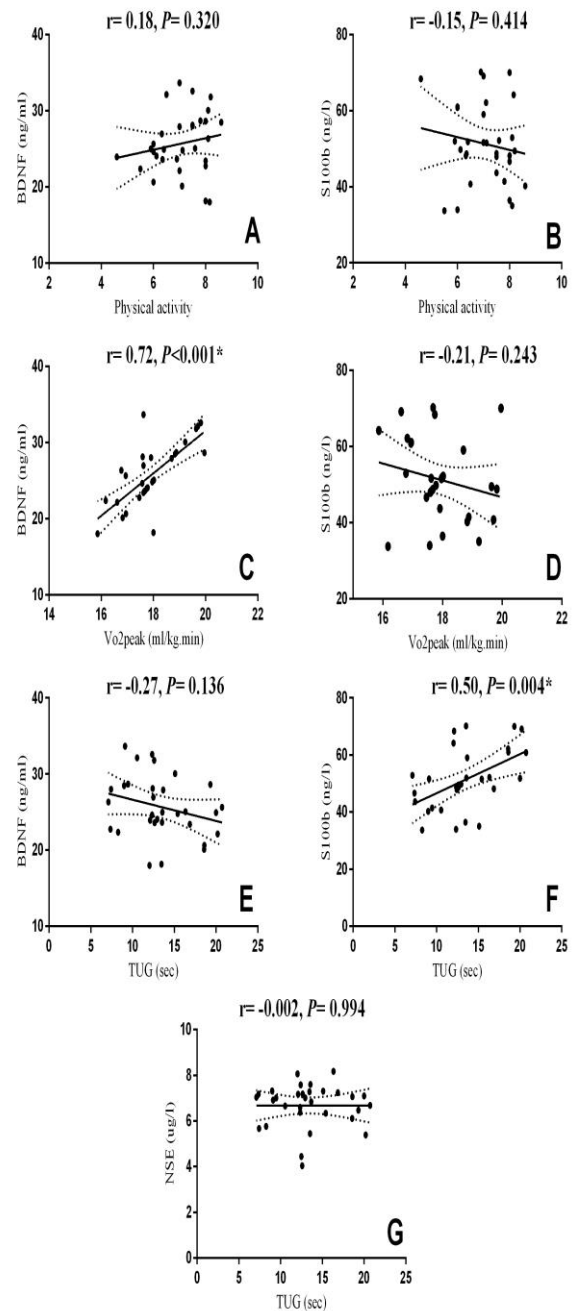 r= 0.18, P= 0.320
BDNF (ng/ml)
40
30
20
10
2 4 6 8 10
Physical activity
A
r= -0.15, P= 0.414
S100b (ng/l)
80
60
40
20
2 4 6 8 10
Physical activity
B
r= 0.72, P<0.001*
BDNF (ng/ml)
40
30
20
10
14 16 18 20 22
Vo2peak (ml/kg.min)
C
r= -0.21, P= 0.243
S100b (ng/l)
80
60
40
20
16 18 20 22
Vo2peak (ml/kg.min)
D
r= -0.27, P= 0.136
BDNF (ng/ml)
40
30
20
10
0 5 10 15 20 25
TUG (sec)
E
r= 0.50, P= 0.004*
S100b (ng/l)
80
60
40
20
0
0 5 10 15 20 25
TUG (sec)
F
r= -0.002, P= 0.994
NSE (ug/l)
10
8
6
4
2
0
0 5 10 15 20 25
TUG (sec)
G